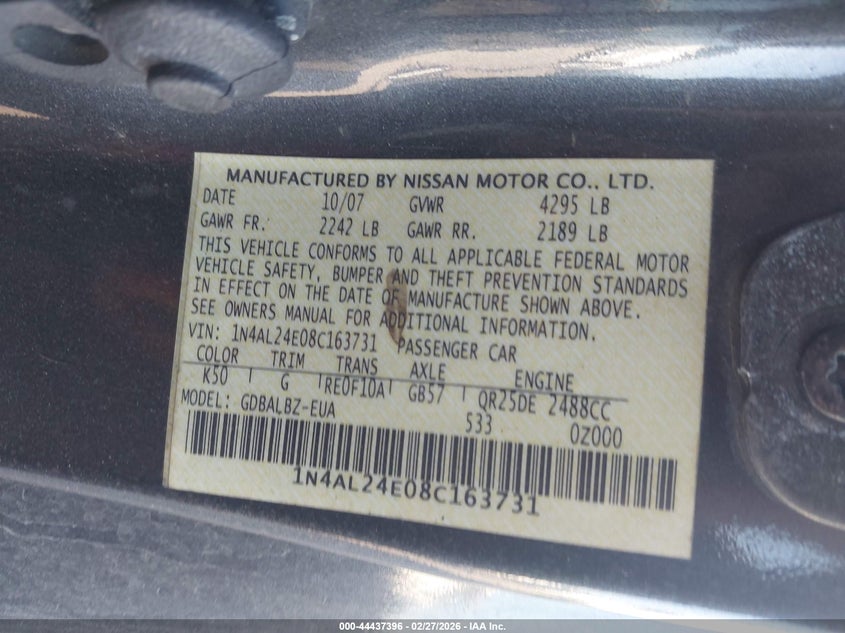 MANUFACTURED BY NISSAN MOTOR CO., LTD.
DATE 10/07 GVWR 4295 LB
GAWR FR: 2242 LB GAWR RR. 2189 LB
THIS VEHICLE CONFORMS TO ALL APPLICABLE FEDERAL MOTOR
VEHICLE SAFETY, BUMPER AND THEFT PREVENTION STANDARDS
IN EFFECT ON THE DATE OF MANUFACTURE SHOWN ABOVE.
SEE OWNERS MANUAL FOR ADDITIONAL INFORMATION.
VIN: 1N4AL24E08C163731 PASSENGER CAR
COLOR TRIM TRANS AXLE ENGINE
K50 G RE0F10A GB57 QR25DE 2488CC
MODEL: GDBALBZ-EUA 533 0Z000
1N4AL24E08C163731
000-44437396 - 02/27/2026 - IAA Inc.